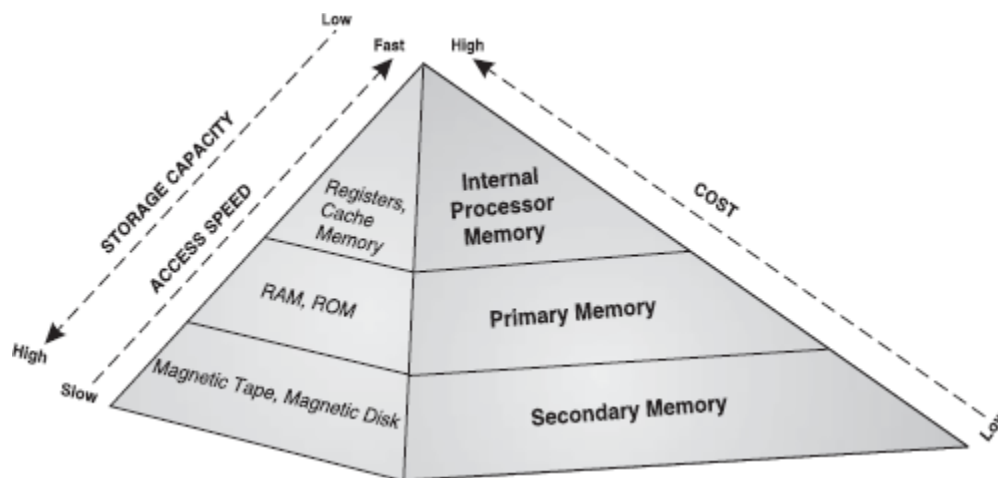 Low
Fast
High
STORAGE CAPACITY
ACCESS SPEED
COST
Registers,
Cache
Memory
Internal
Processor
Memory
RAM, ROM
Primary Memory
High
Slow
Magnetic Tape, Magnetic Disk
Secondary Memory
Low